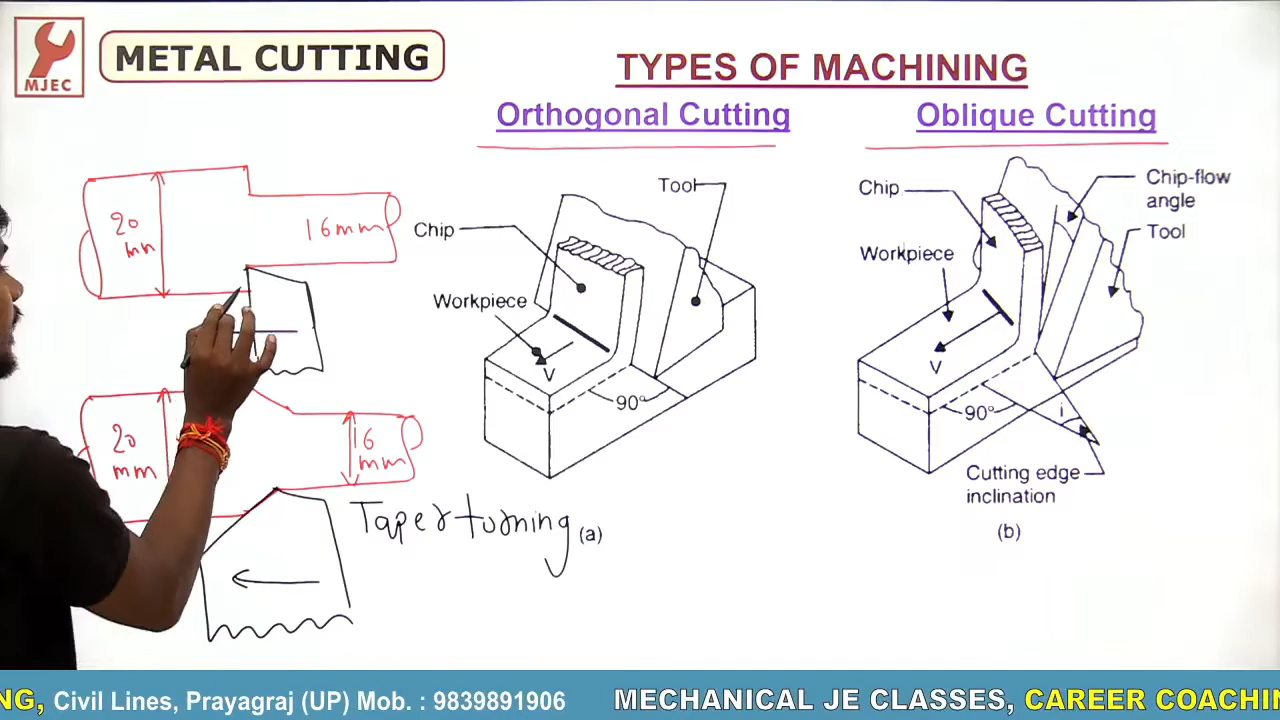 MJEC
METAL CUTTING
TYPES OF MACHINING
Orthogonal Cutting
Oblique Cutting
20
mm
16mm
20
mm
16
mm
Taper turning
Tool
Chip
Workpiece
V
90°
(a)
Chip
Chip-flow
angle
Tool
Workpiece
V
90°
i
Cutting edge
inclination
(b)
NG, Civil Lines, Prayagraj (UP) Mob. : 9839891906 MECHANICAL JE CLASSES, CAREER COACHIN